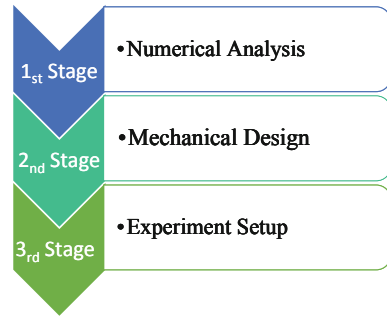 •Numerical Analysis
1st Stage
•Mechanical Design
2nd Stage
•Experiment Setup
3rd Stage